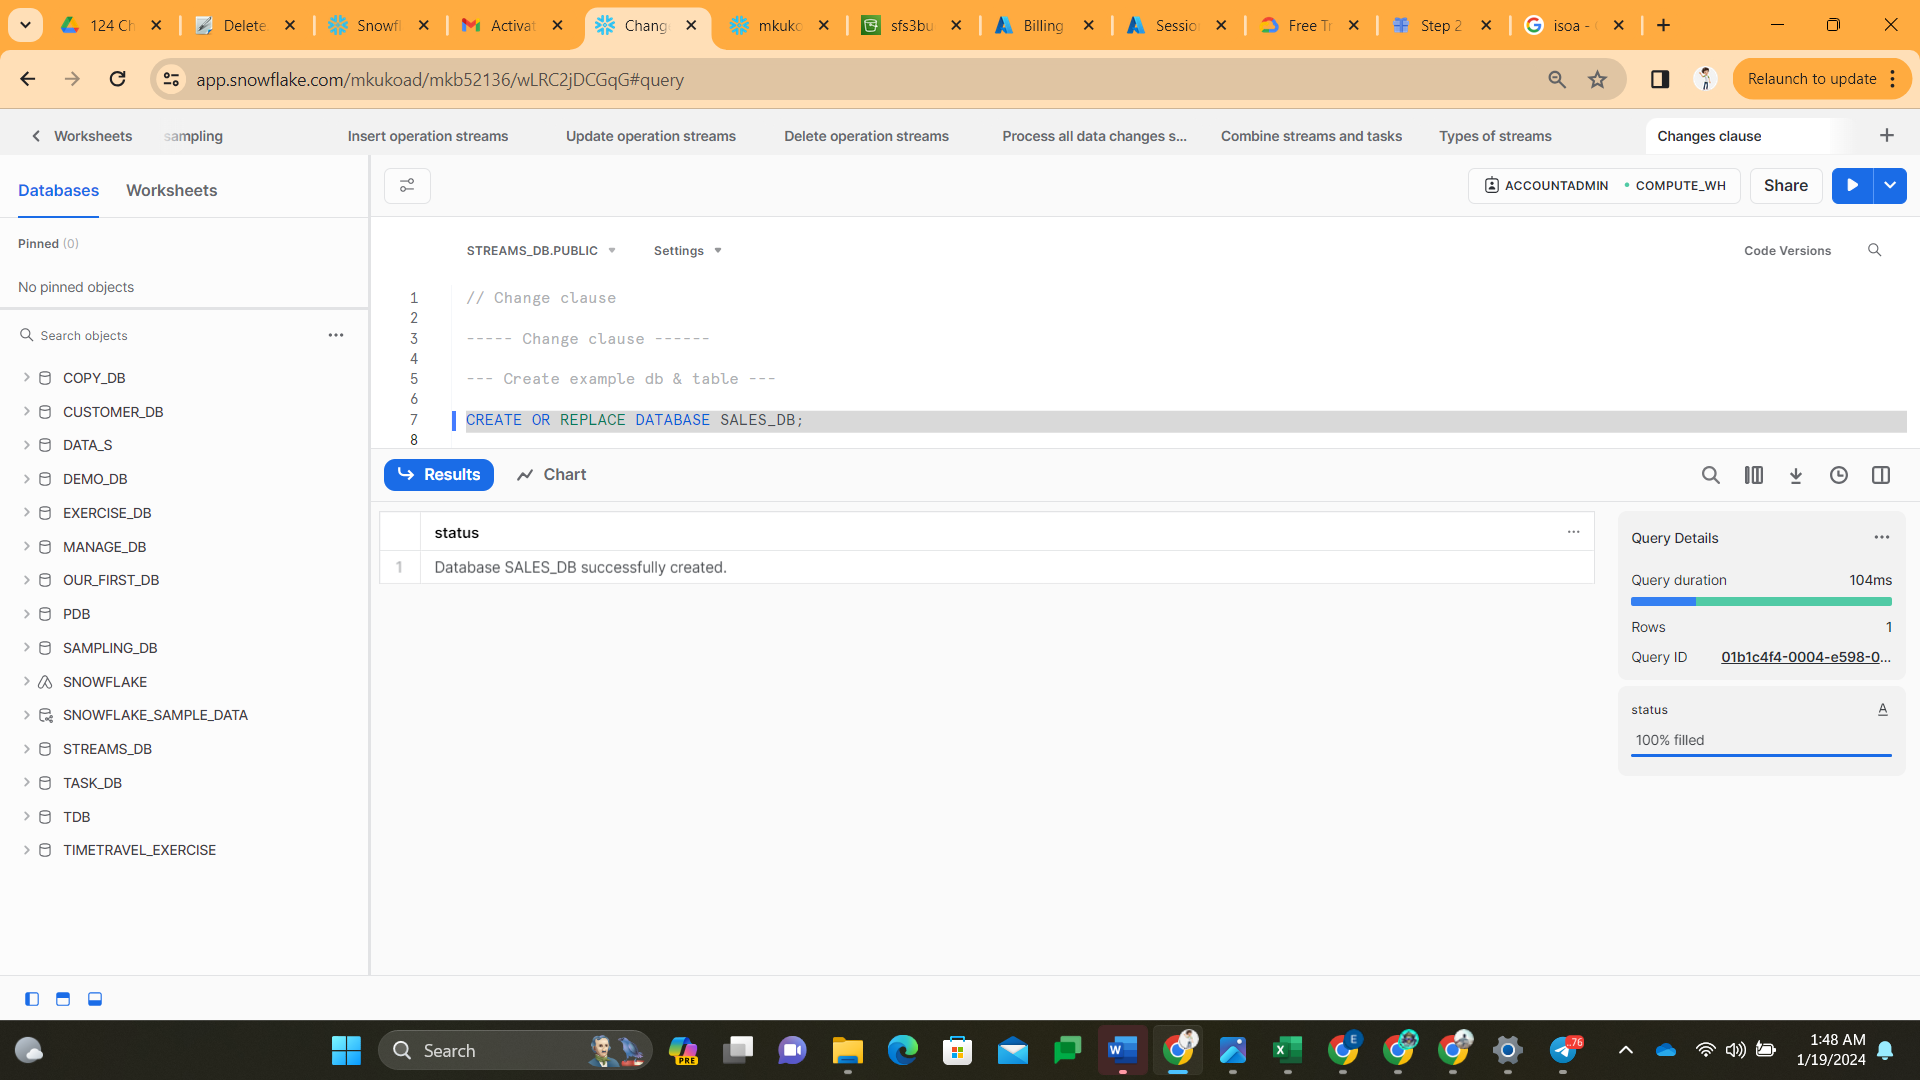 124 Ch
Delete
Snowfl
Activat
Chang
mkuko
sfs3bu
Billing
Sessio
Free Tr
Step 2
isoa -
app.snowflake.com/mkukoad/mkb52136/wLRC2jDCGqG#query
Relaunch to update
Worksheets
sampling
Insert operation streams
Update operation streams
Delete operation streams
Process all data changes s...
Combine streams and tasks
Types of streams
Changes clause
Databases
Worksheets
ACCOUNTADMIN
COMPUTE_WH
Share
Pinned (0)
No pinned objects
Search objects
COPY_DB
CUSTOMER_DB
DATA_S
DEMO_DB
EXERCISE_DB
MANAGE_DB
OUR_FIRST_DB
PDB
SAMPLING_DB
SNOWFLAKE
SNOWFLAKE_SAMPLE_DATA
STREAMS_DB
TASK_DB
TDB
TIMETRAVEL_EXERCISE
STREAMS_DB.PUBLIC
Settings
Code Versions
1 // Change clause
2
3 ----- Change clause ------
4
5 --- Create example db & table ---
6
7 CREATE OR REPLACE DATABASE SALES_DB;
8
Results
Chart
status
1 Database SALES_DB successfully created.
Query Details
Query duration 104ms
Rows 1
Query ID 01b1c4f4-0004-e598-0...
status A
100% filled
Search
PRE
W
X
E
76
1:48 AM
1/19/2024